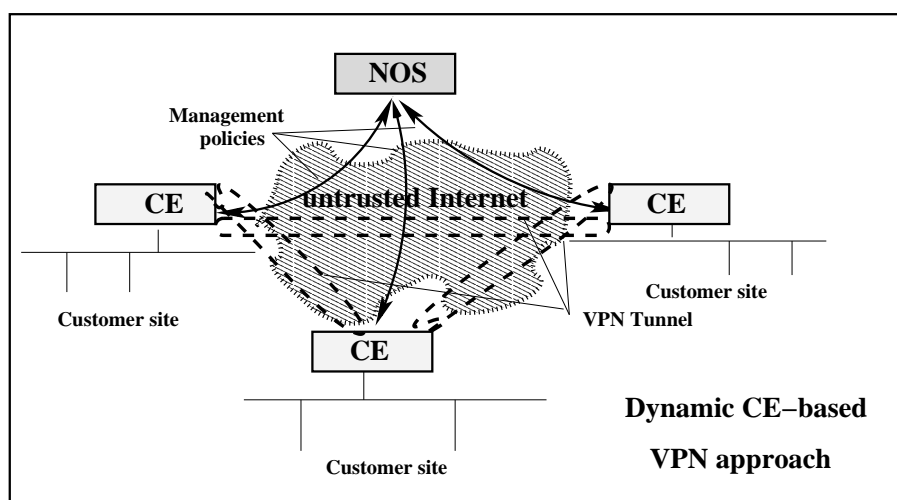 NOS
Management
policies
untrusted Internet
CE
CE
Customer site
Customer site
VPN Tunnel
CE
Customer site
Dynamic CE−based
VPN approach